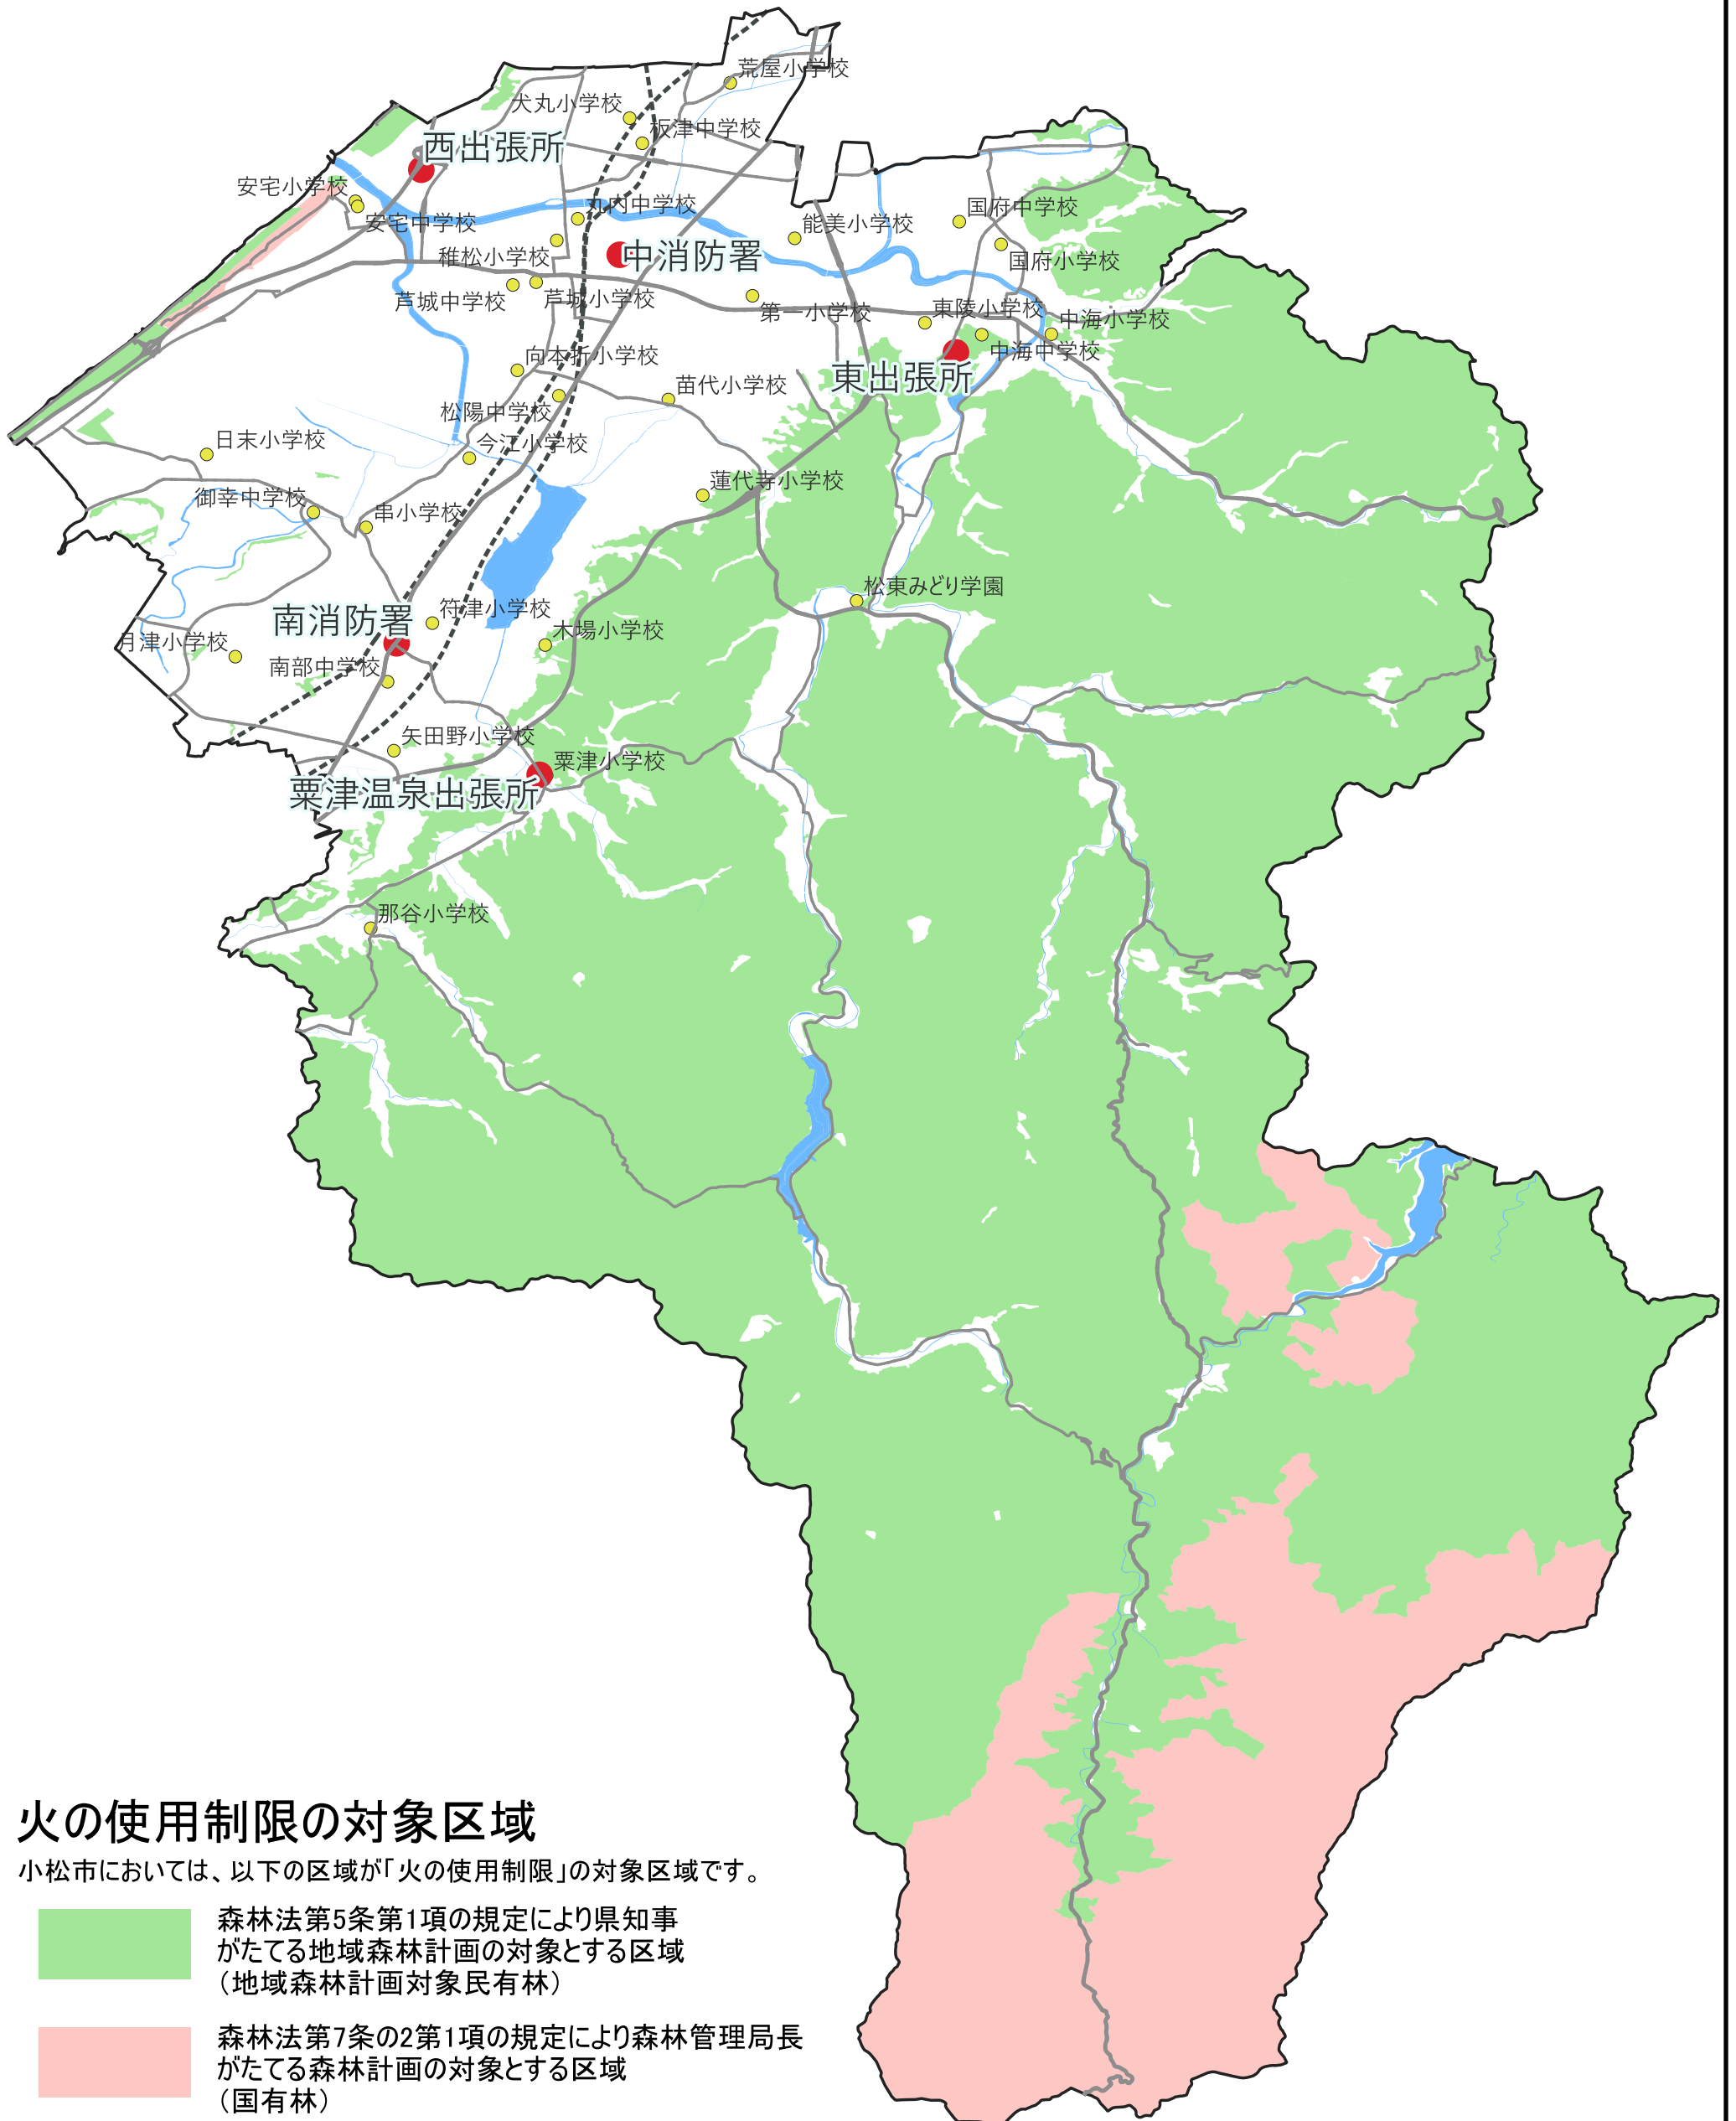 荒屋小学校
犬丸小学校
板津中学校
西出張所
安宅小学校
安宅中学校
丸内中学校
国府中学校
能美小学校
稚松小学校
中消防署
国府小学校
芦城中学校
芦城小学校
第一小学校
東陵小学校
中海小学校
中海中学校
向本折小学校
東出張所
苗代小学校
松陽中学校
日末小学校
今江小学校
蓮代寺小学校
御幸中学校
串小学校
松東みどり学園
南消防署
符津小学校
月津小学校
木場小学校
南部中学校
矢田野小学校
粟津小学校
粟津温泉出張所
那谷小学校
火の使用制限の対象区域
小松市においては、以下の区域が「火の使用制限」の対象区域です。
森林法第5条第1項の規定により県知事
がたてる地域森林計画の対象とする区域
(地域森林計画対象民有林)
森林法第7条の2第1項の規定により森林管理局長
がたてる森林計画の対象とする区域
(国有林)